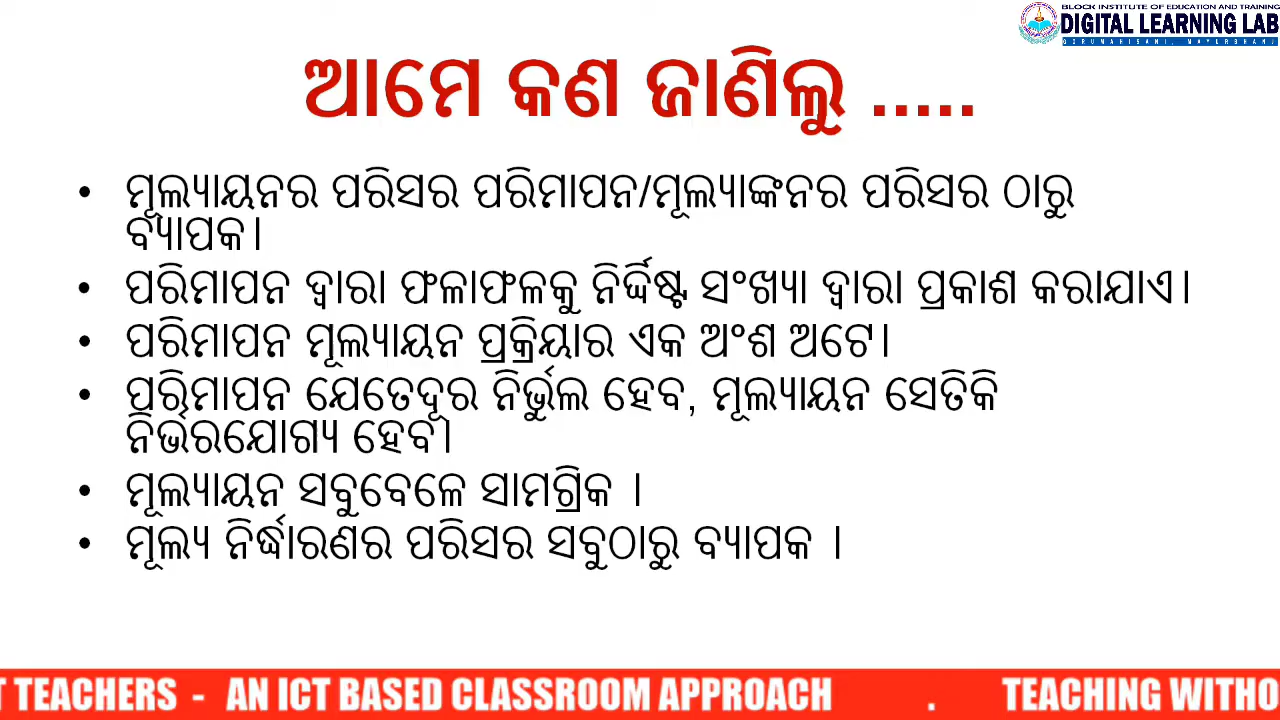 BLOCK INSTITUTE OF EDUCATION AND TRAINING
DIGITAL LEARNING LAB
GORUMAHISANI, MAYURBHANJ
ଆମେ କଣ ଜାଣିଲୁ .....
• ମୂଲ୍ୟାୟନର ପରିସର ପରିମାପନ/ମୂଲ୍ୟାଙ୍କନର ପରିସର ଠାରୁ
ବ୍ୟାପକ।
• ପରିମାପନ ଦ୍ୱାରା ଫଳାଫଳକୁ ନିର୍ଦ୍ଦିଷ୍ଟ ସଂଖ୍ୟା ଦ୍ୱାରା ପ୍ରକାଶ କରାଯାଏ।
• ପରିମାପନ ମୂଲ୍ୟାୟନ ପ୍ରକ୍ରିୟାର ଏକ ଅଂଶ ଅଟେ।
• ପରିମାପନ ଯେତେଦୂର ନିର୍ଭୁଲ ହେବ, ମୂଲ୍ୟାୟନ ସେତିକି
ନିର୍ଭରଯୋଗ୍ୟ ହେବ।
• ମୂଲ୍ୟାୟନ ସବୁବେଳେ ସାମଗ୍ରିକ ।
• ମୂଲ୍ୟ ନିର୍ଦ୍ଧାରଣର ପରିସର ସବୁଠାରୁ ବ୍ୟାପକ ।
T TEACHERS - AN ICT BASED CLASSROOM APPROACH . TEACHING WITHO